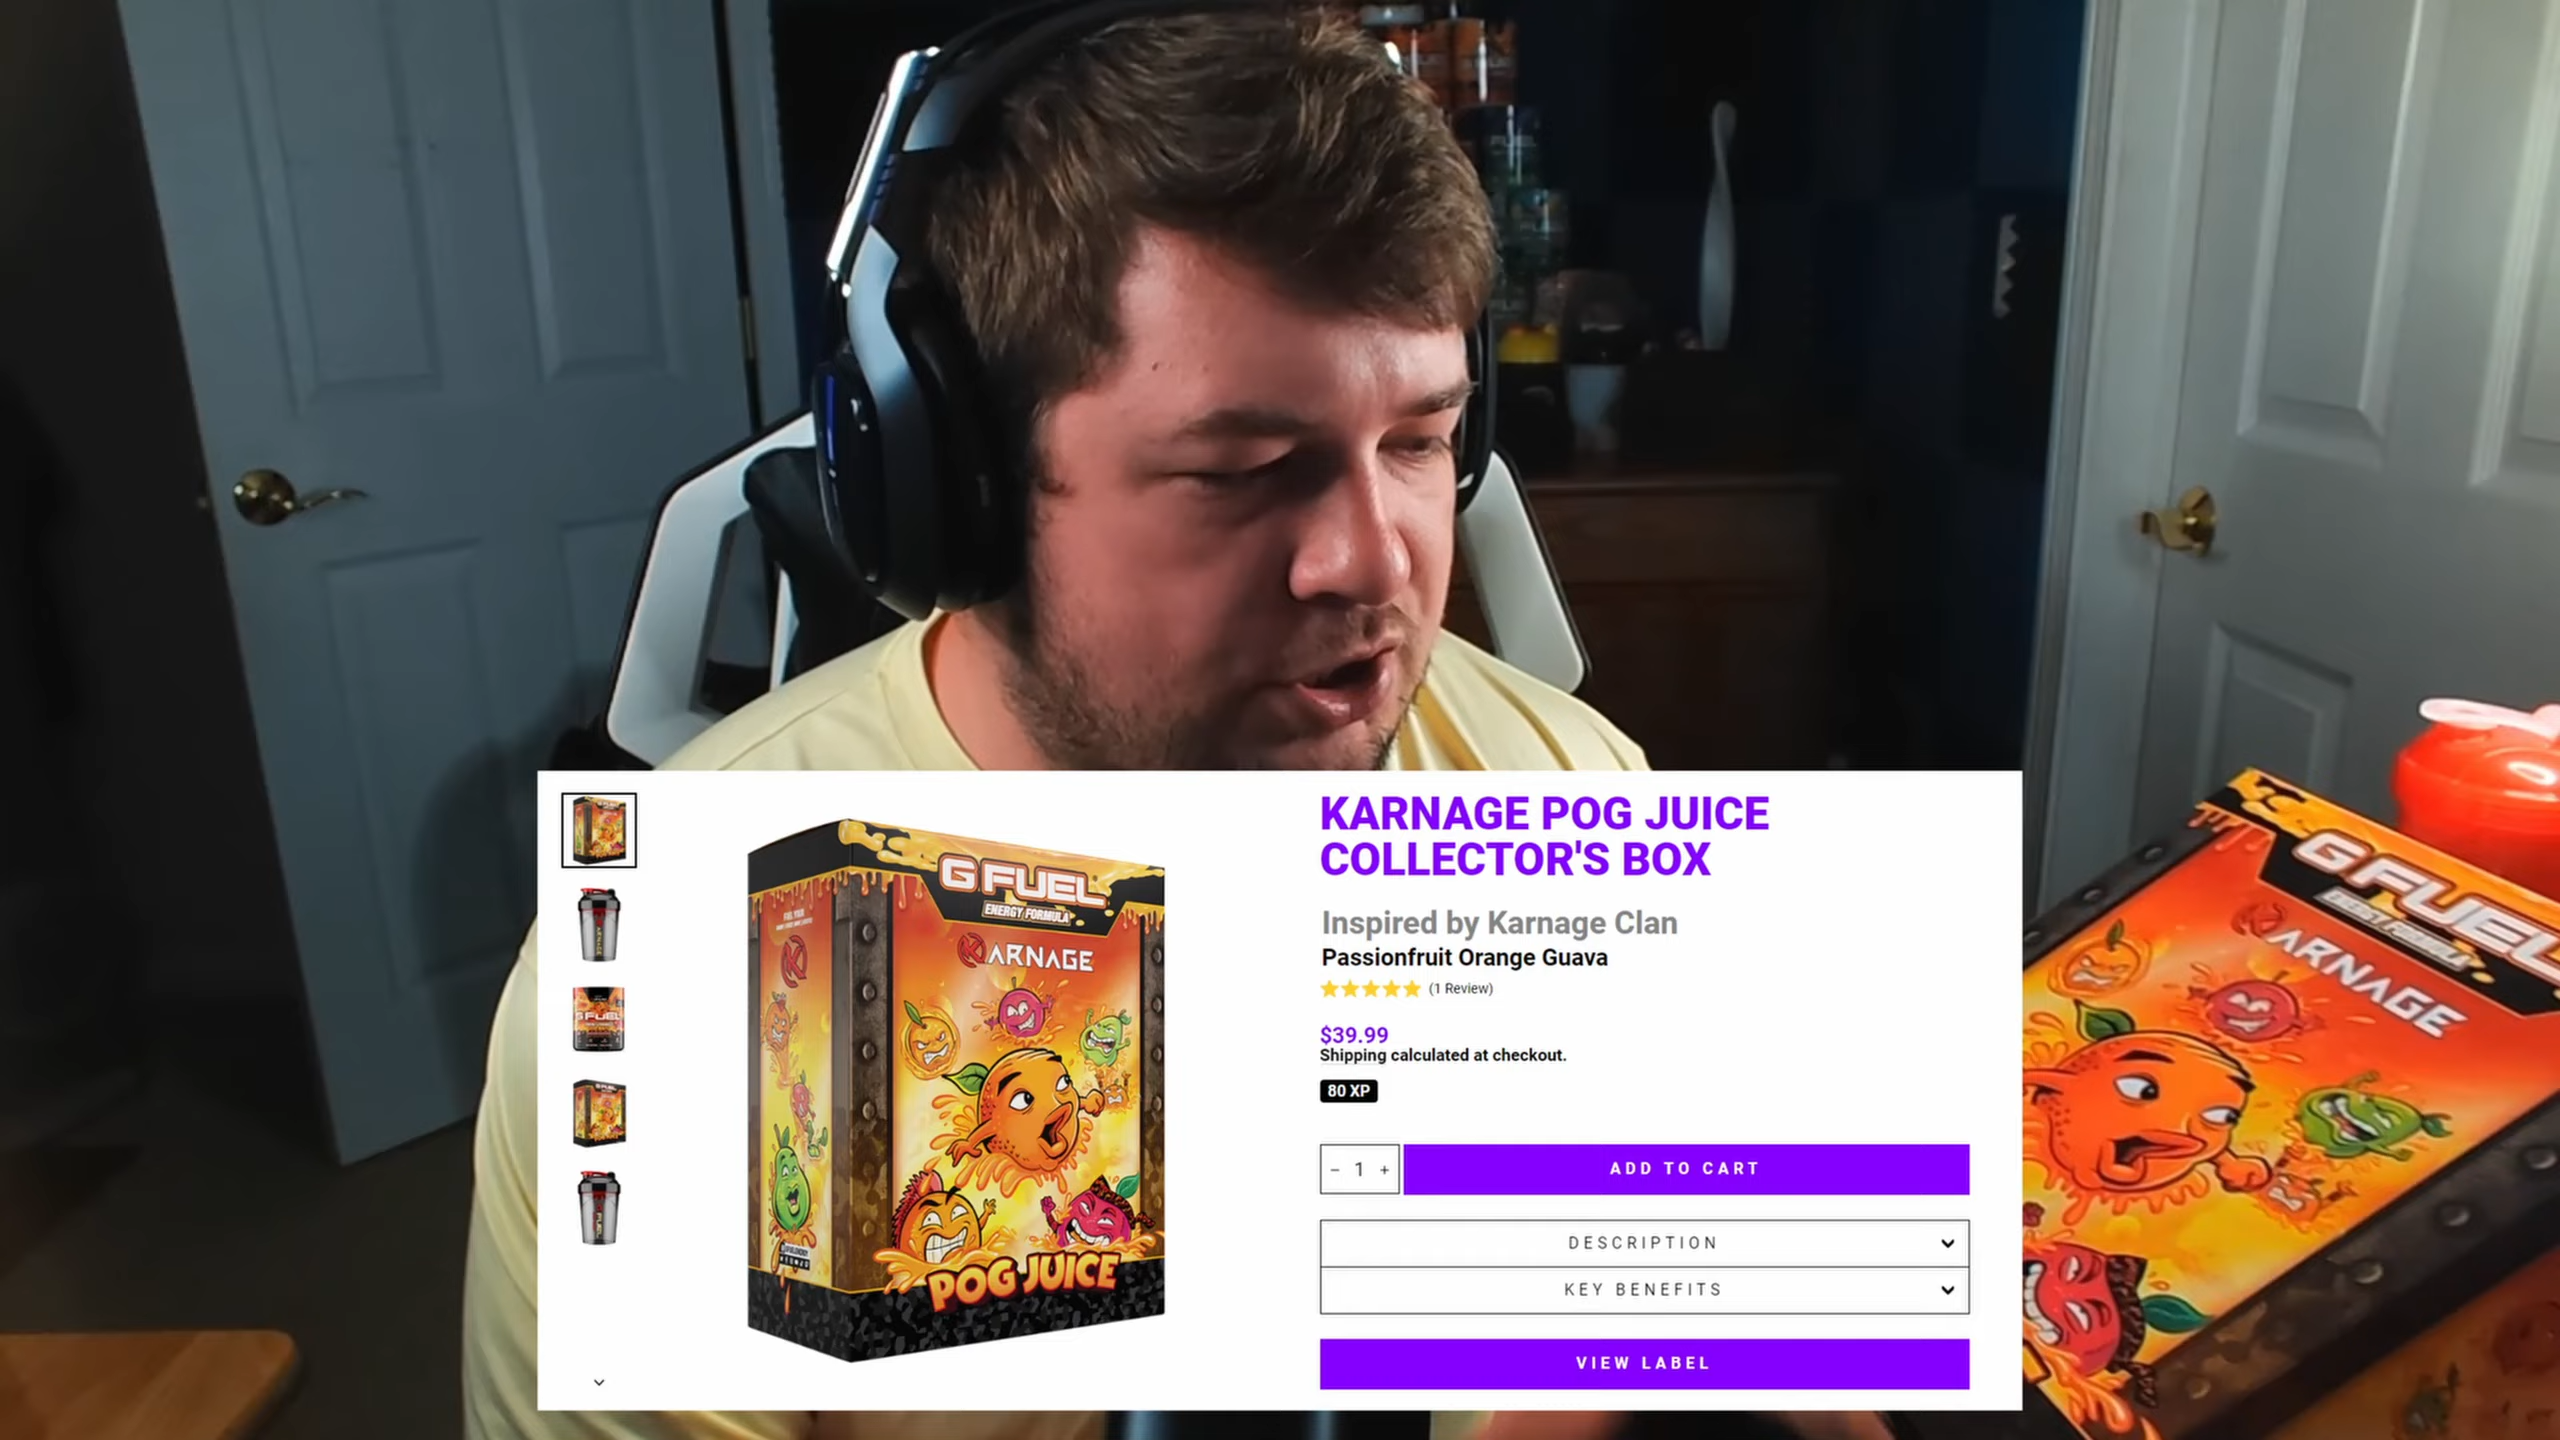 KARNAGE POG JUICE
COLLECTOR'S BOX
Inspired by Karnage Clan
Passionfruit Orange Guava
(1 Review)
$39.99
Shipping calculated at checkout.
80 XP
− 1 +
ADD TO CART
DESCRIPTION
KEY BENEFITS
VIEW LABEL
G FUEL
ENERGY FORMULA
KARNAGE
POG JUICE
G FUEL
KARNAGE